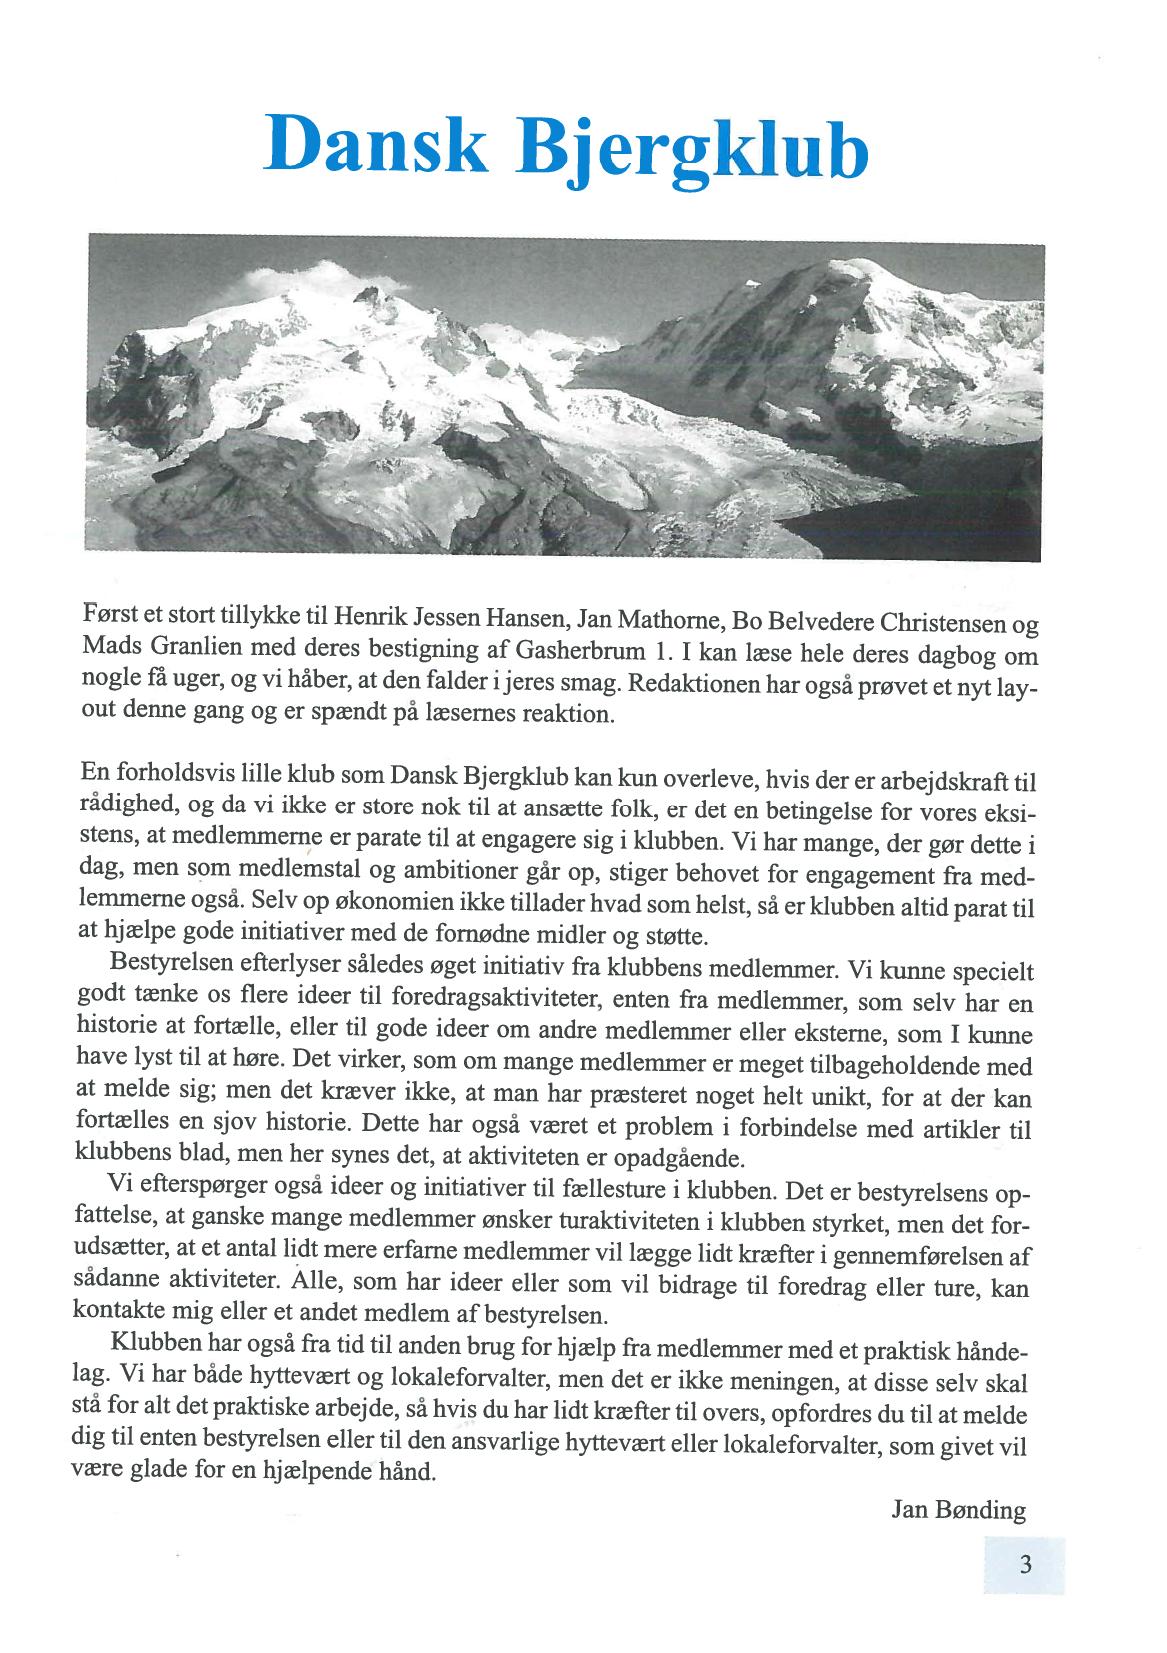 Dansk Bjergklub
Først et stort tillykke til Henrik Jessen Hansen, Jan Mathorne, Bo Belvedere Christensen og
Mads Granlien med deres bestigning af Gasherbrum 1. I kan læse hele deres dagbog om
nogle få uger, og vi håber, at den falder i jeres smag. Redaktionen har også prøvet et nyt lay-
out denne gang og er spændt på læsernes reaktion.
En forholdsvis lille klub som Dansk Bjergklub kan kun overleve, hvis der er arbejdskraft til
rådighed, og da vi ikke er store nok til at ansætte folk, er det en betingelse for vores eksi-
stens, at medlemmerne er parate til at engagere sig i klubben. Vi har mange, der gør dette i
dag, men som medlemstal og ambitioner går op, stiger behovet for engagement fra med-
lemmerne også. Selv op økonomien ikke tillader hvad som helst, så er klubben altid parat til
at hjælpe gode initiativer med de fornødne midler og støtte.
Bestyrelsen efterlyser således øget initiativ fra klubbens medlemmer. Vi kunne specielt
godt tænke os flere ideer til foredragsaktiviteter, enten fra medlemmer, som selv har en
historie at fortælle, eller til gode ideer om andre medlemmer eller eksterne, som I kunne
have lyst til at høre. Det virker, som om mange medlemmer er meget tilbageholdende med
at melde sig; men det kræver ikke, at man har præsteret noget helt unikt, for at der kan
fortælles en sjov historie. Dette har også været et problem i forbindelse med artikler til
klubbens blad, men her synes det, at aktiviteten er opadgående.
Vi efterspørger også ideer og initiativer til fællesture i klubben. Det er bestyrelsens op-
fattelse, at ganske mange medlemmer ønsker turaktiviteten i klubben styrket, men det for-
udsætter, at et antal lidt mere erfarne medlemmer vil lægge lidt kræfter i gennemførelsen af
sådanne aktiviteter. Alle, som har ideer eller som vil bidrage til foredrag eller ture, kan
kontakte mig eller et andet medlem af bestyrelsen.
Klubben har også fra tid til anden brug for hjælp fra medlemmer med et praktisk hånde-
lag. Vi har både hyttevært og lokaleforvalter, men det er ikke meningen, at disse selv skal
stå for alt det praktiske arbejde, så hvis du har lidt kræfter til overs, opfordres du til at melde
dig til enten bestyrelsen eller til den ansvarlige hyttevært eller lokaleforvalter, som givet vil
være glade for en hjælpende hånd.
Jan Bønding
3